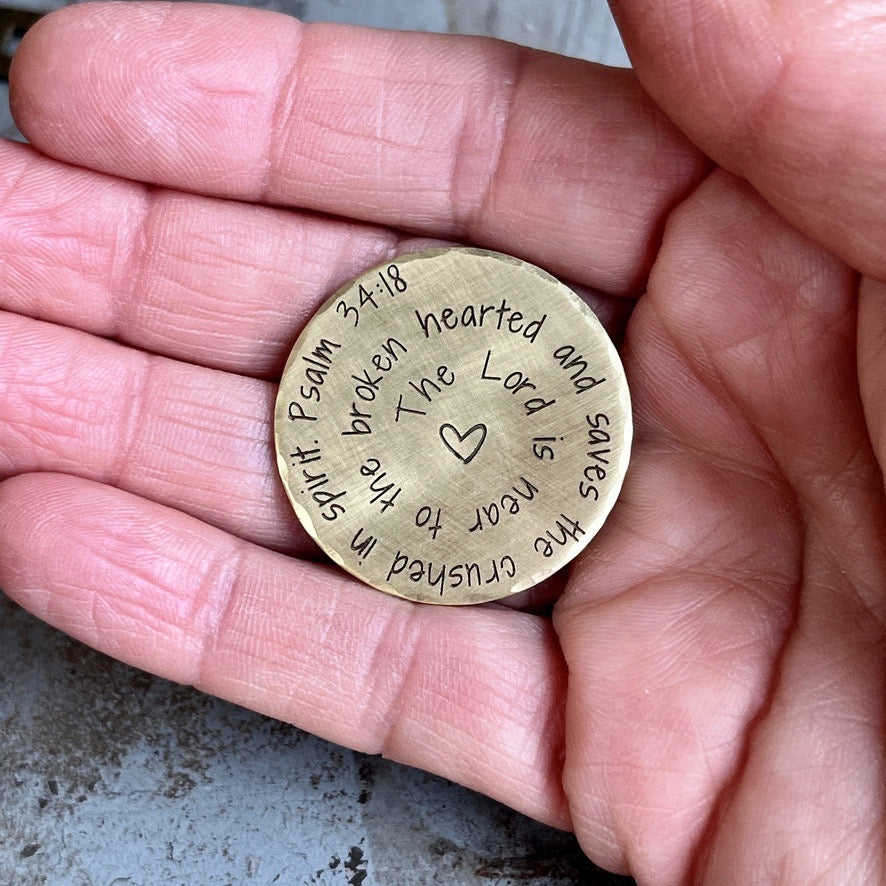 The Lord is near to the broken hearted and saves the crushed in spirit. Psalm 34:18